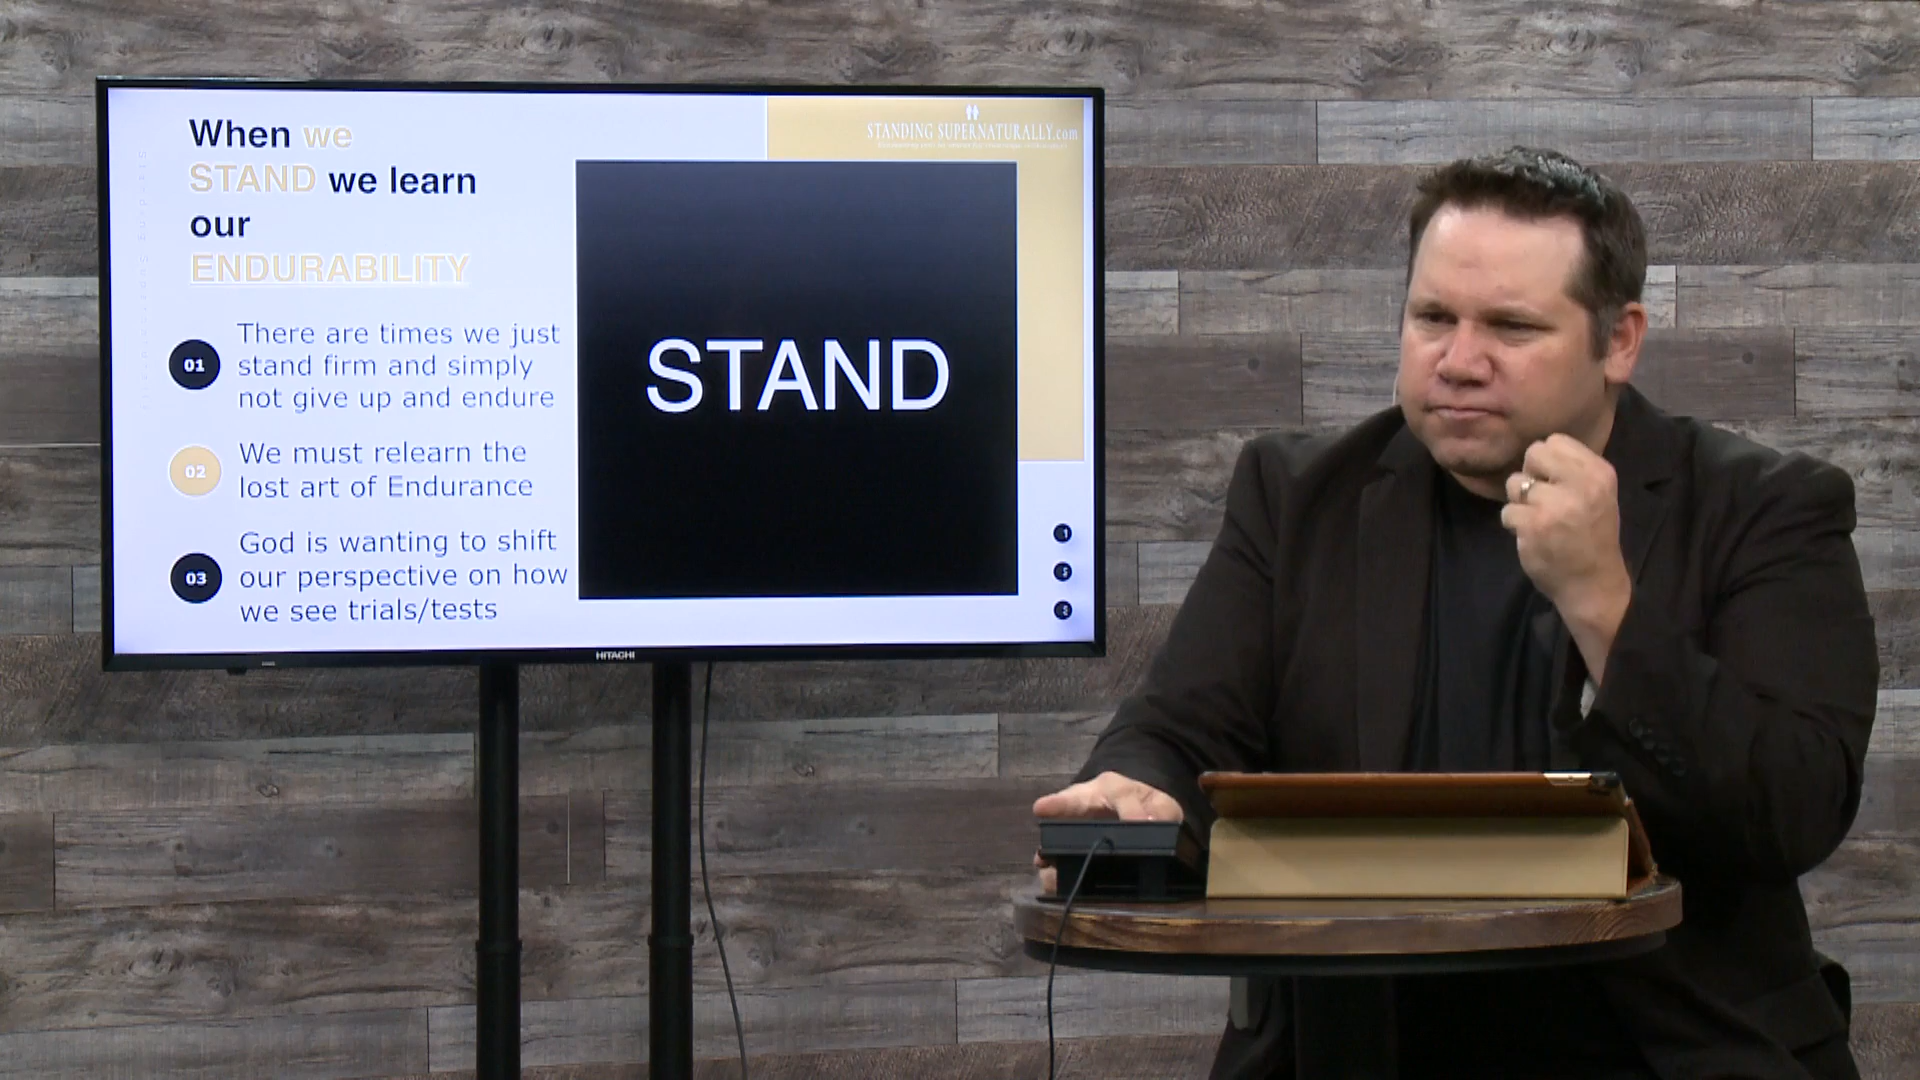 When we
STAND we learn
our
ENDURABILITY
01
There are times we just
stand firm and simply
not give up and endure
02
We must relearn the
lost art of Endurance
03
God is wanting to shift
our perspective on how
we see trials/tests
STANDING SUPERNATURALLY.com
STAND
HITACHI